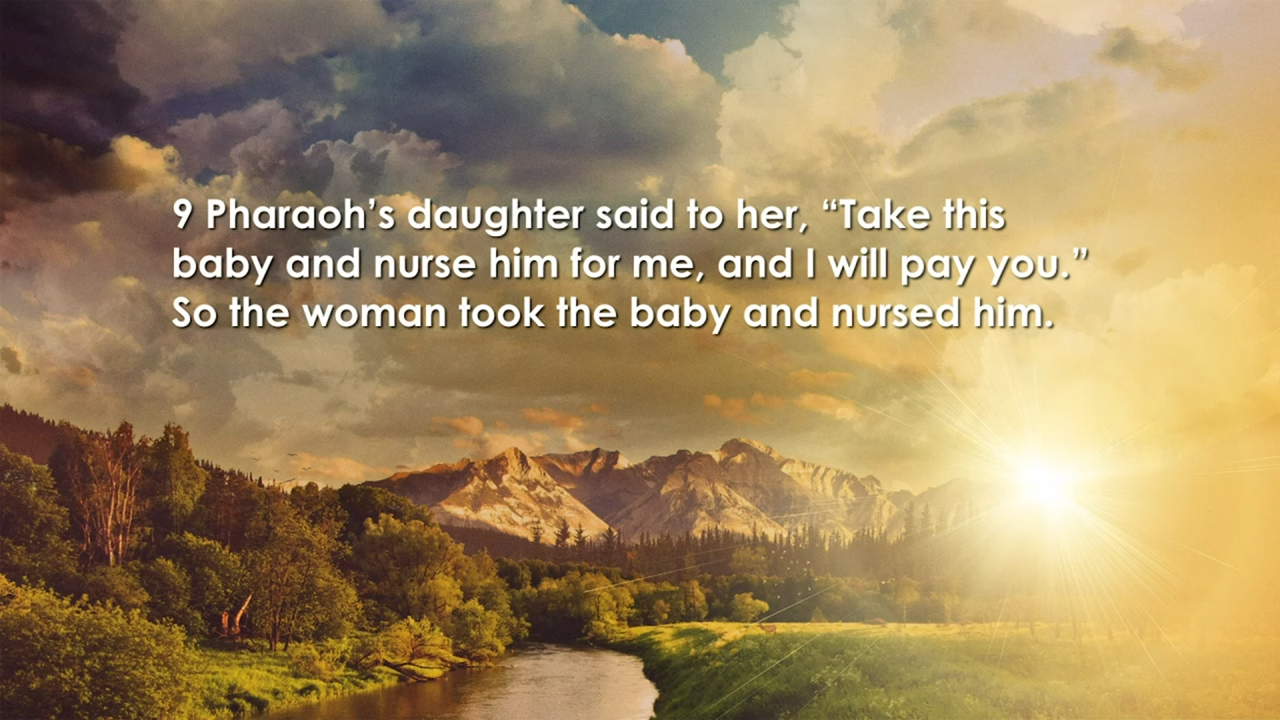 9 Pharaoh’s daughter said to her, “Take this
baby and nurse him for me, and I will pay you.”
So the woman took the baby and nursed him.